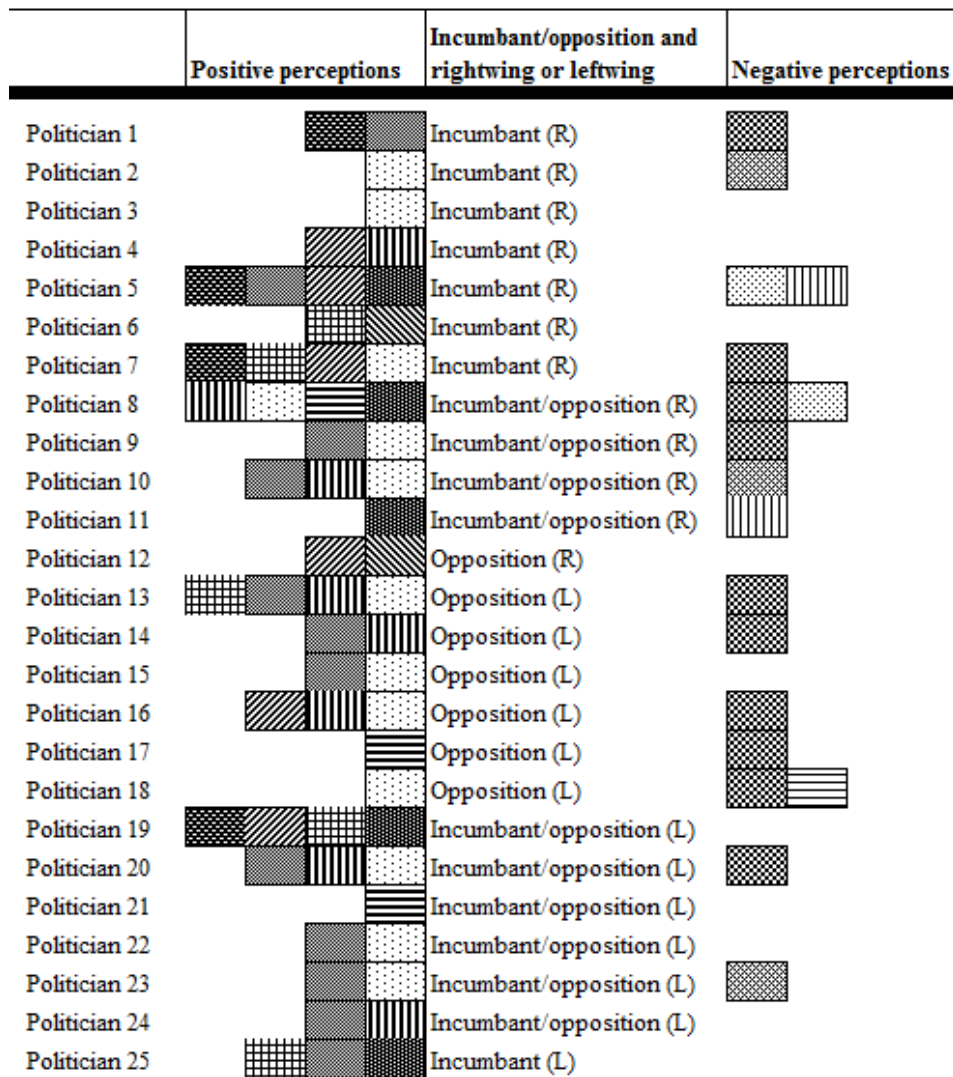 Incumbant/opposition and
Positive perceptions rightwing or leftwing Negative perceptions
Politician 1 Incumbant (R)
Politician 2 Incumbant (R)
Politician 3 Incumbant (R)
Politician 4 Incumbant (R)
Politician 5 Incumbant (R)
Politician 6 Incumbant (R)
Politician 7 Incumbant (R)
Politician 8 Incumbant/opposition (R)
Politician 9 Incumbant/opposition (R)
Politician 10 Incumbant/opposition (R)
Politician 11 Incumbant/opposition (R)
Politician 12 Opposition (R)
Politician 13 Opposition (L)
Politician 14 Opposition (L)
Politician 15 Opposition (L)
Politician 16 Opposition (L)
Politician 17 Opposition (L)
Politician 18 Opposition (L)
Politician 19 Incumbant/opposition (L)
Politician 20 Incumbant/opposition (L)
Politician 21 Incumbant/opposition (L)
Politician 22 Incumbant/opposition (L)
Politician 23 Incumbant/opposition (L)
Politician 24 Incumbant/opposition (L)
Politician 25 Incumbant (L)